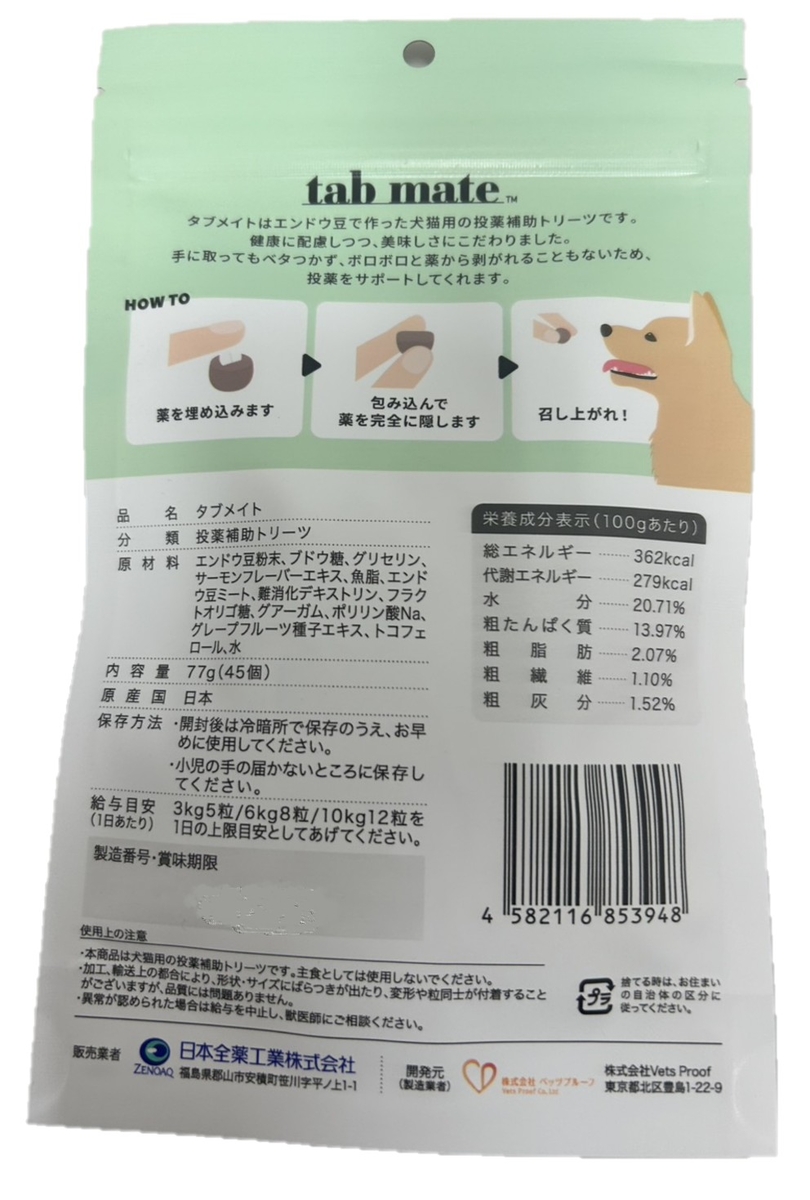 tab mate™
タブメイトはエンドウ豆で作った犬猫用の投薬補助トリーツです。
健康に配慮しつつ、美味しさにこだわりました。
手に取ってもベタつかず、ボロボロと薬から剥がれることもないため、
投薬をサポートしてくれます。
HOW TO
薬を埋め込みます
包み込んで
薬を完全に隠します
召し上がれ！
品名 タブメイト
分類 投薬補助トリーツ
原材料 エンドウ豆粉末、ブドウ糖、グリセリン、
サーモンフレーバーエキス、魚脂、エンド
ウ豆ミート、難消化デキストリン、フラク
トオリゴ糖、グアーガム、ポリリン酸Na、
グレープフルーツ種子エキス、トコフェ
ロール、水
内容量 77g（45個）
原産国 日本
保存方法 ・開封後は冷暗所で保存のうえ、お早
めに使用してください。
・小児の手の届かないところに保存し
てください。
給与目安 3kg5粒/6kg8粒/10kg12粒を
（1日あたり） 1日の上限目安としてあげてください。
製造番号・賞味期限
栄養成分表示（100gあたり）
総エネルギー …… 362kcal
代謝エネルギー …… 279kcal
水分 …… 20.71%
粗たんぱく質 …… 13.97%
粗脂肪 …… 2.07%
粗繊維 …… 1.10%
粗灰分 …… 1.52%
4 582116 853948
使用上の注意
・本商品は犬猫用の投薬補助トリーツです。主食としては使用しないでください。
・加工、輸送上の都合により、形状・サイズにばらつきが出たり、変形や粒同士が付着すること
がございますが、品質には問題ありません。
・異常が認められた場合は給与を中止し、獣医師にご相談ください。
プラ
捨てる時は、お住まい
の自治体の区分に
従ってください。
販売業者 ZENOAQ 日本全薬工業株式会社
福島県郡山市安積町笹川字平ノ上1-1
開発元
（製造業者）
株式会社 ベッツプルーフ
Vets Proof Co.Ltd
株式会社Vets Proof
東京都北区豊島1-22-9